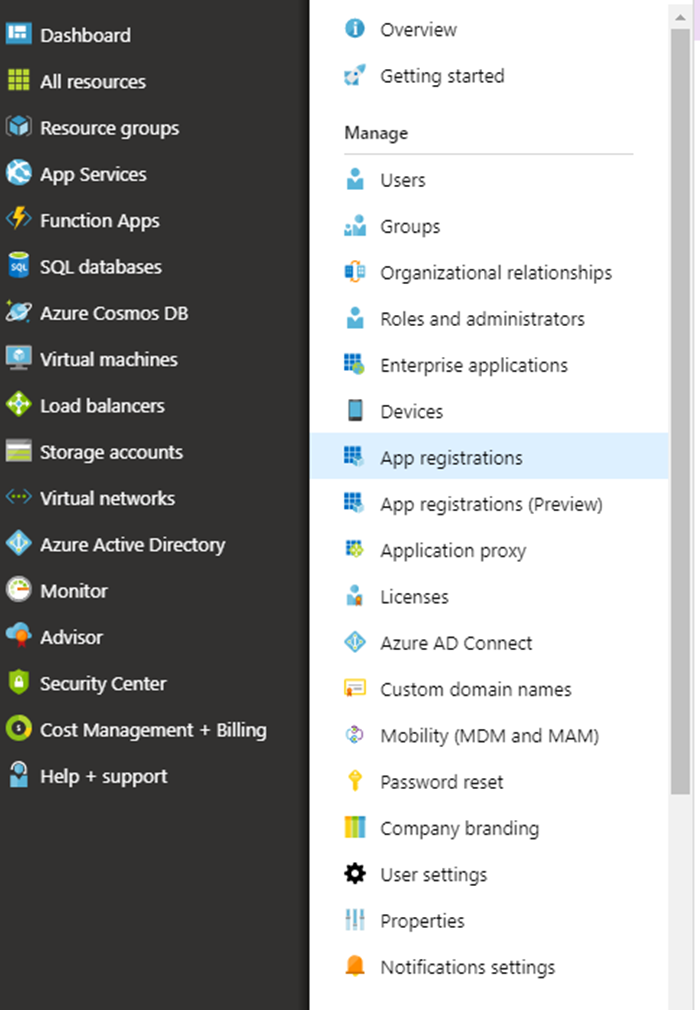 Dashboard
All resources
Resource groups
App Services
Function Apps
SQL
SQL databases
Azure Cosmos DB
Virtual machines
Load balancers
Storage accounts
Virtual networks
Azure Active Directory
Monitor
Advisor
Security Center
Cost Management + Billing
Help + support
Overview
Getting started
Manage
Users
Groups
Organizational relationships
Roles and administrators
Enterprise applications
Devices
App registrations
App registrations (Preview)
Application proxy
Licenses
Azure AD Connect
Custom domain names
Mobility (MDM and MAM)
Password reset
Company branding
User settings
Properties
Notifications settings